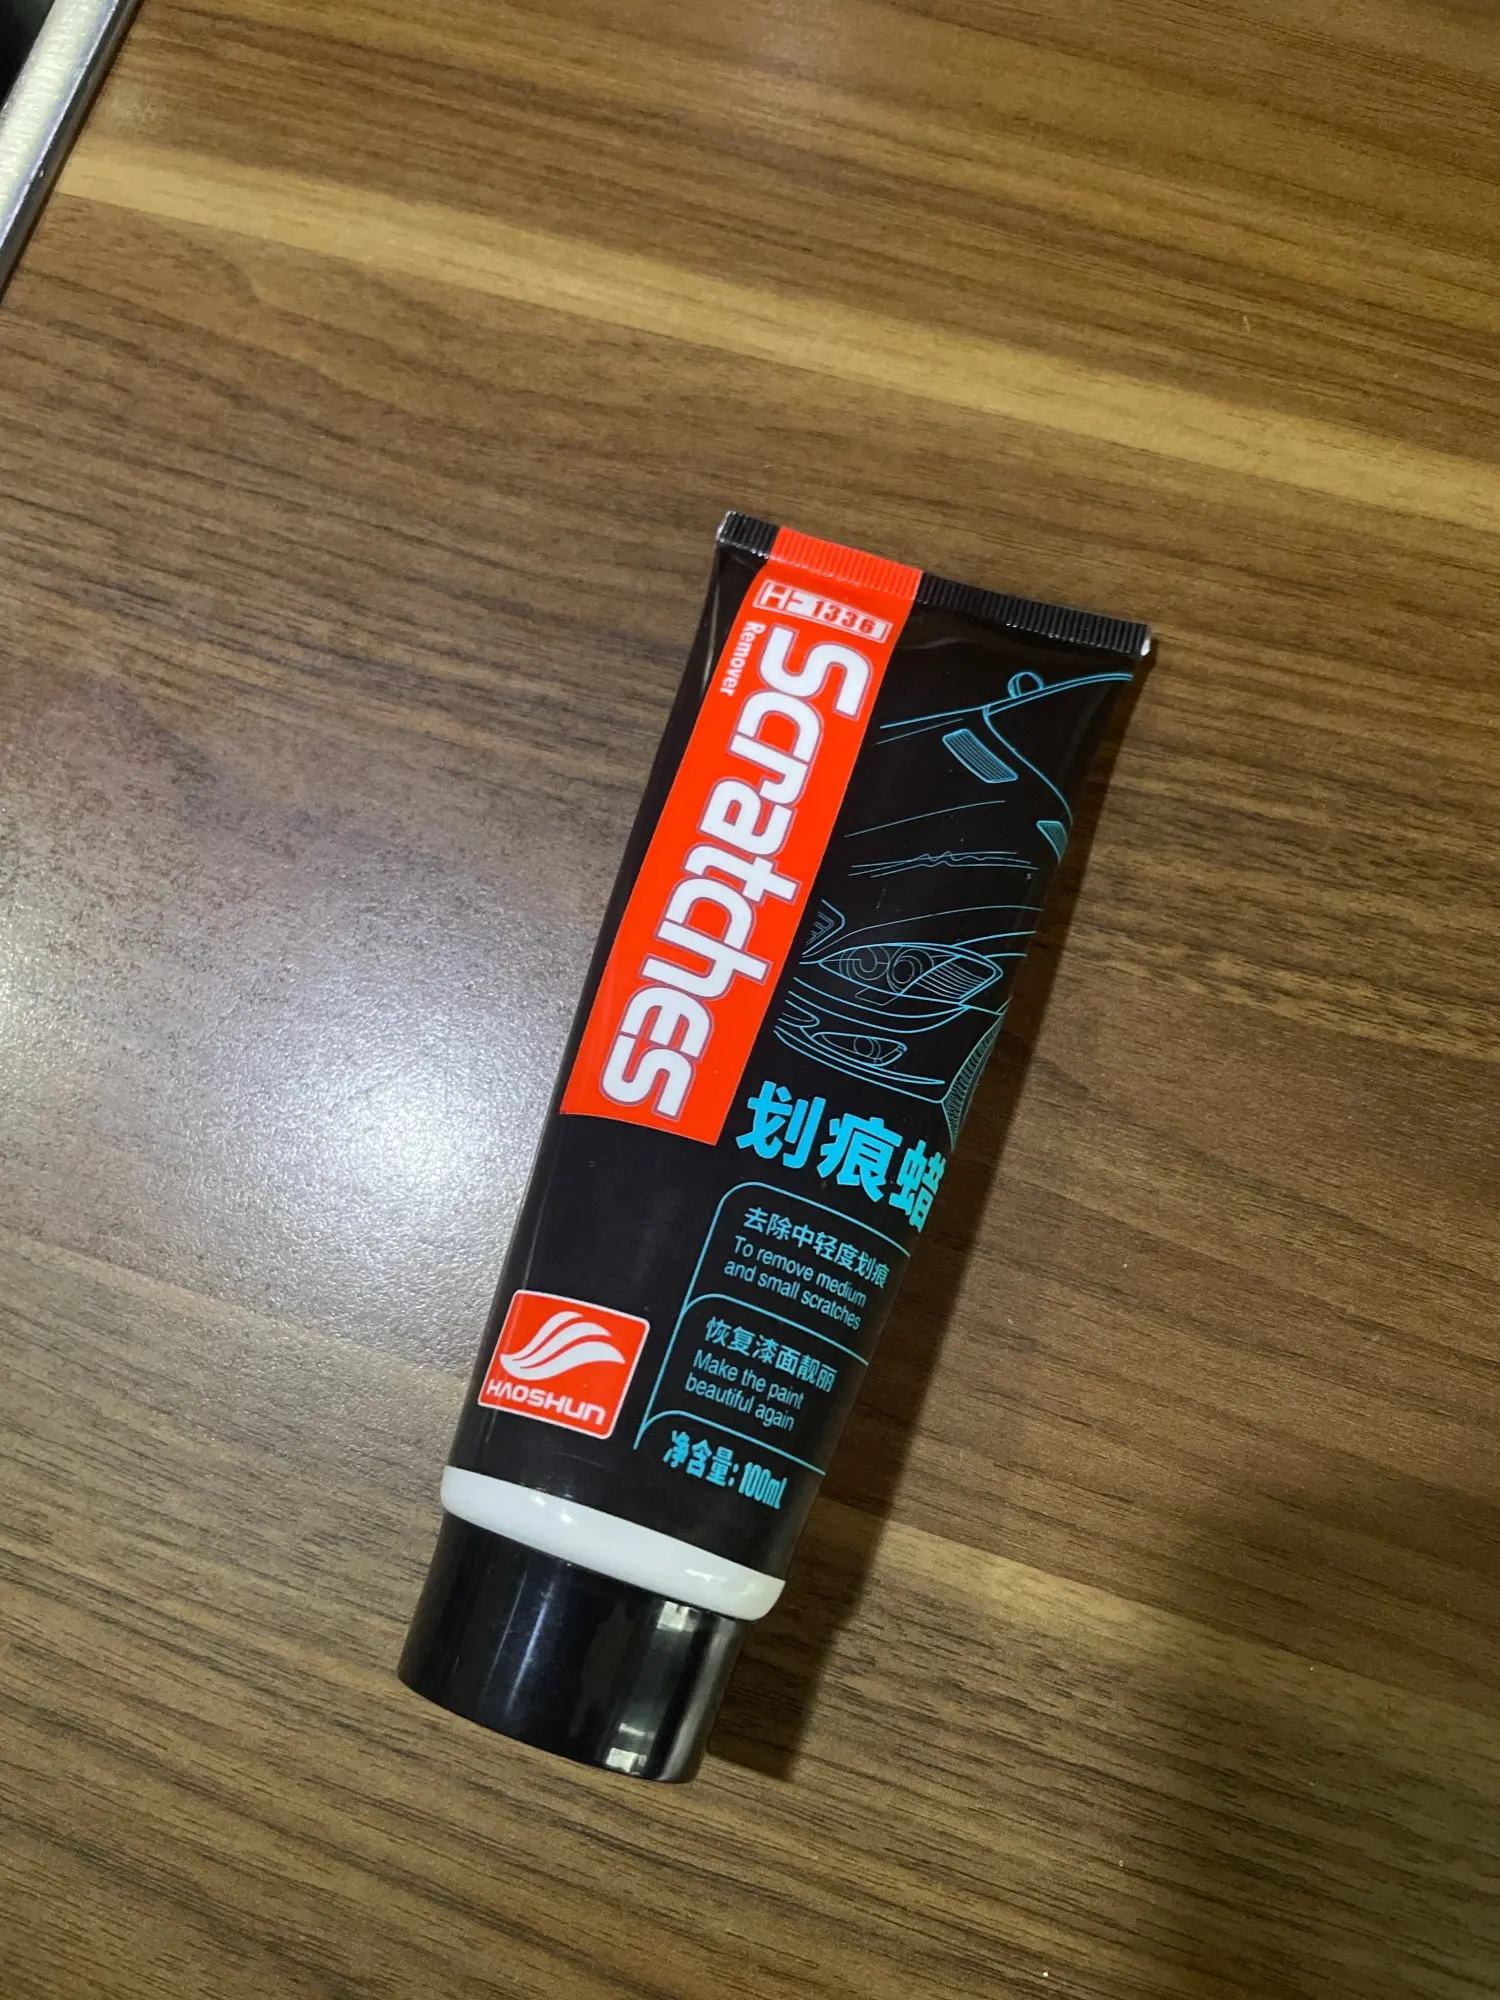 H-1336
Scratches
Remover
划痕蜡
去除中轻度划痕
To remove medium
and small scratches
恢复漆面靓丽
Make the paint
beautiful again
净含量:100mL
HAOSHUN